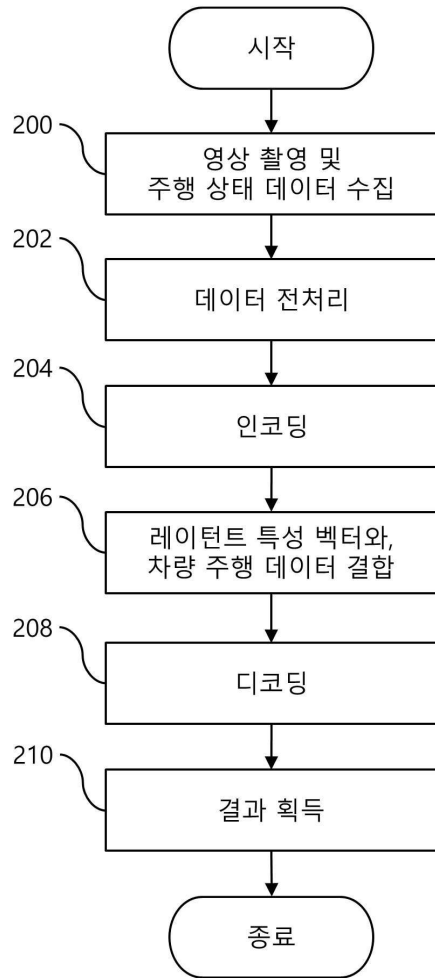 시작
200
영상 촬영 및
주행 상태 데이터 수집
202
데이터 전처리
204
인코딩
206
레이턴트 특성 벡터와,
차량 주행 데이터 결합
208
디코딩
210
결과 획득
종료